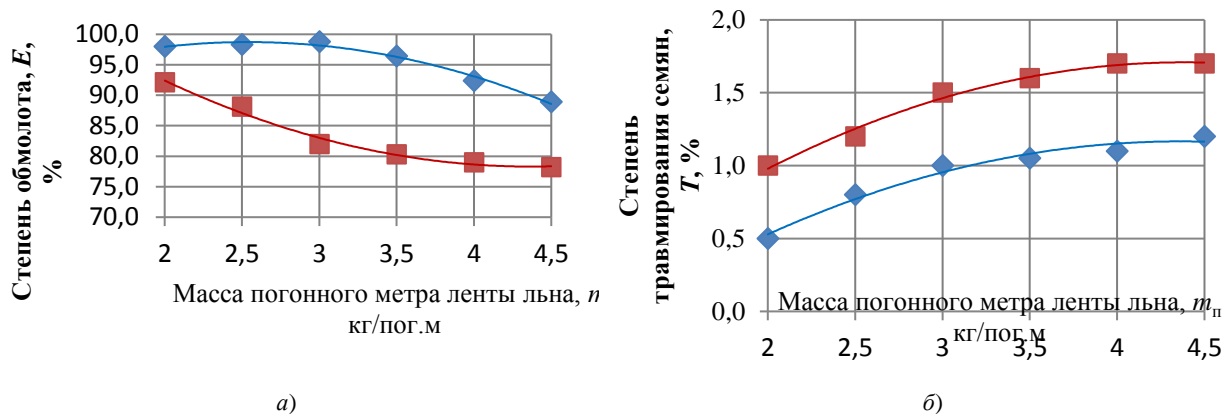 Степень обмолота, E, %
100,0
95,0
90,0
85,0
80,0
75,0
70,0
2 2,5 3 3,5 4 4,5
Масса погонного метра ленты льна,
кг/пог.м
а)
Степень
травмирования семян,
T, %
2,0
1,5
1,0
0,5
0,0
Масса погонного метра ленты льна, mп
кг/пог.м
2 2,5 3 3,5 4 4,5
б)